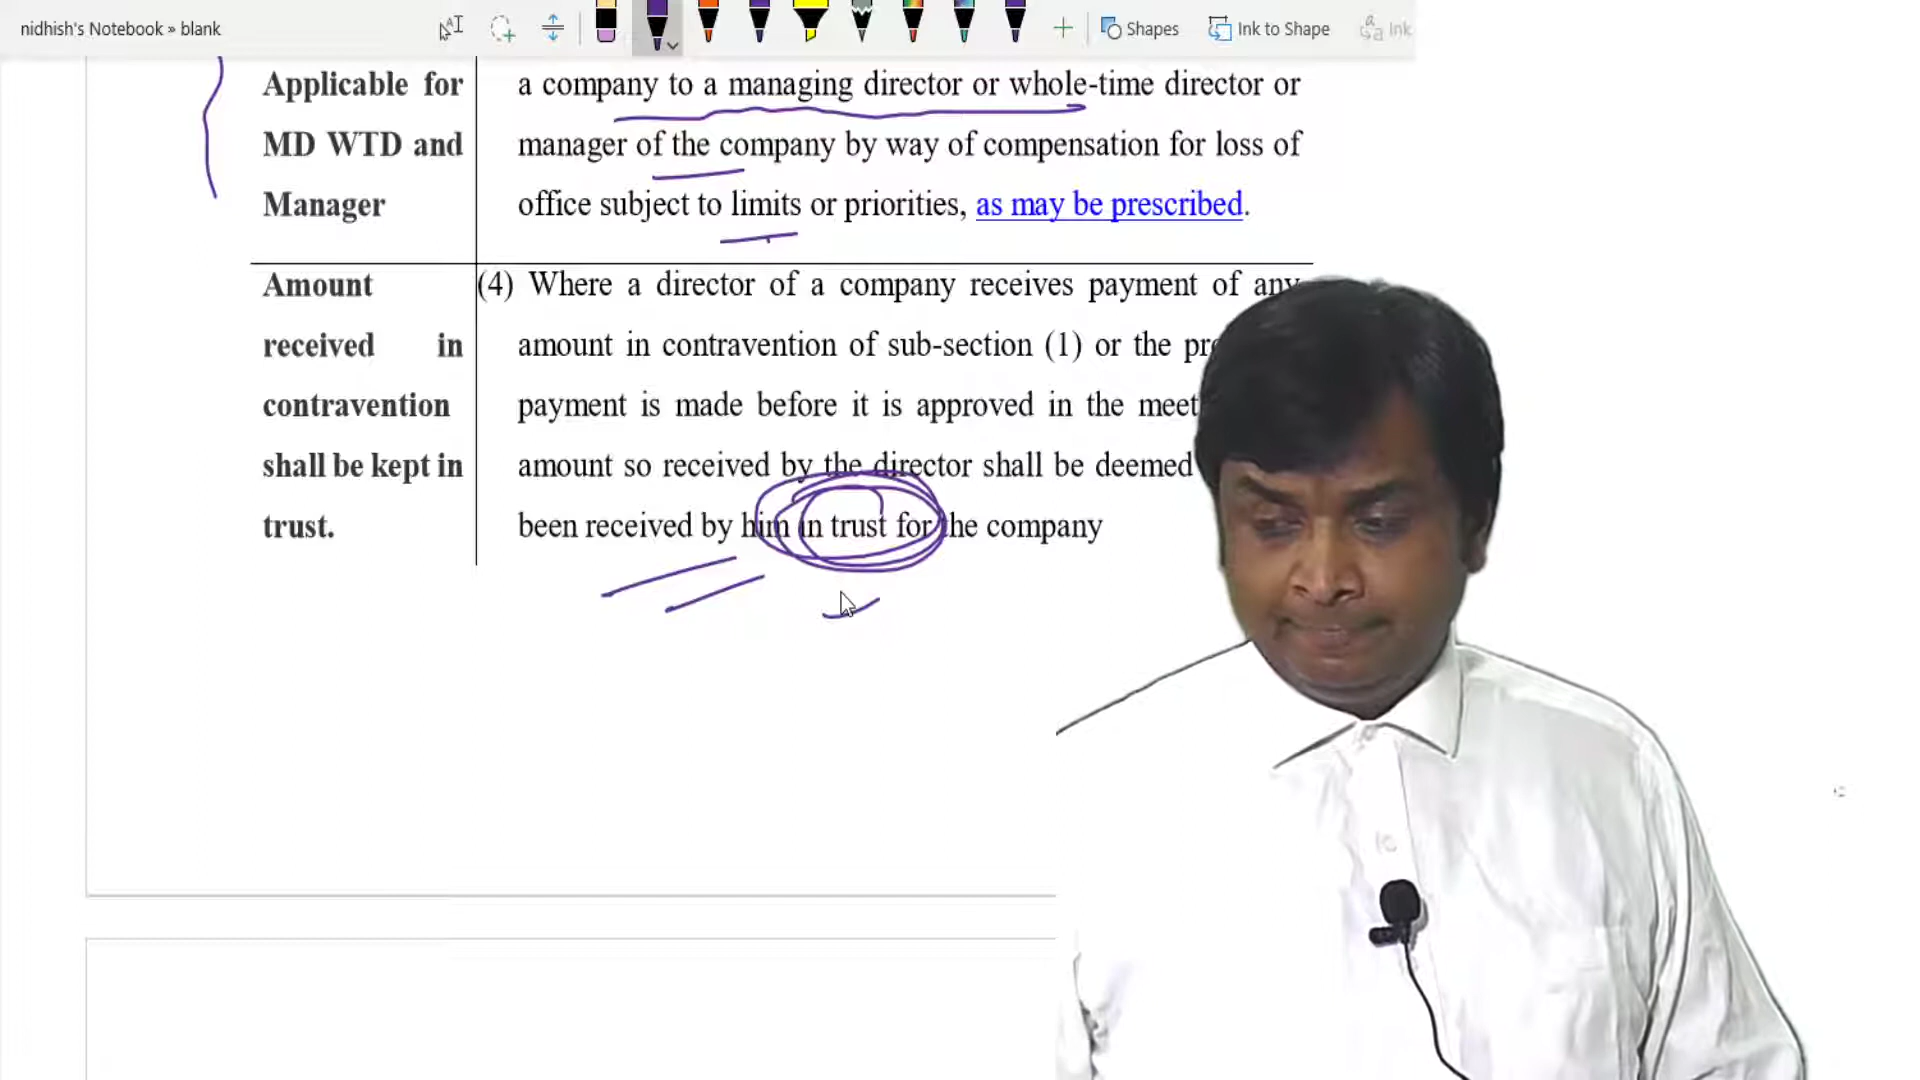 nidhish's Notebook » blank
Shapes
Ink to Shape
Ink
Applicable for
MD WTD and
Manager
a company to a managing director or whole-time director or
manager of the company by way of compensation for loss of
office subject to limits or priorities, as may be prescribed.
Amount
received in
contravention
shall be kept in
trust.
(4) Where a director of a company receives payment of any
amount in contravention of sub-section (1) or the
payment is made before it is approved in the
amount so received by the director shall be deemed
been received by him in trust for the company